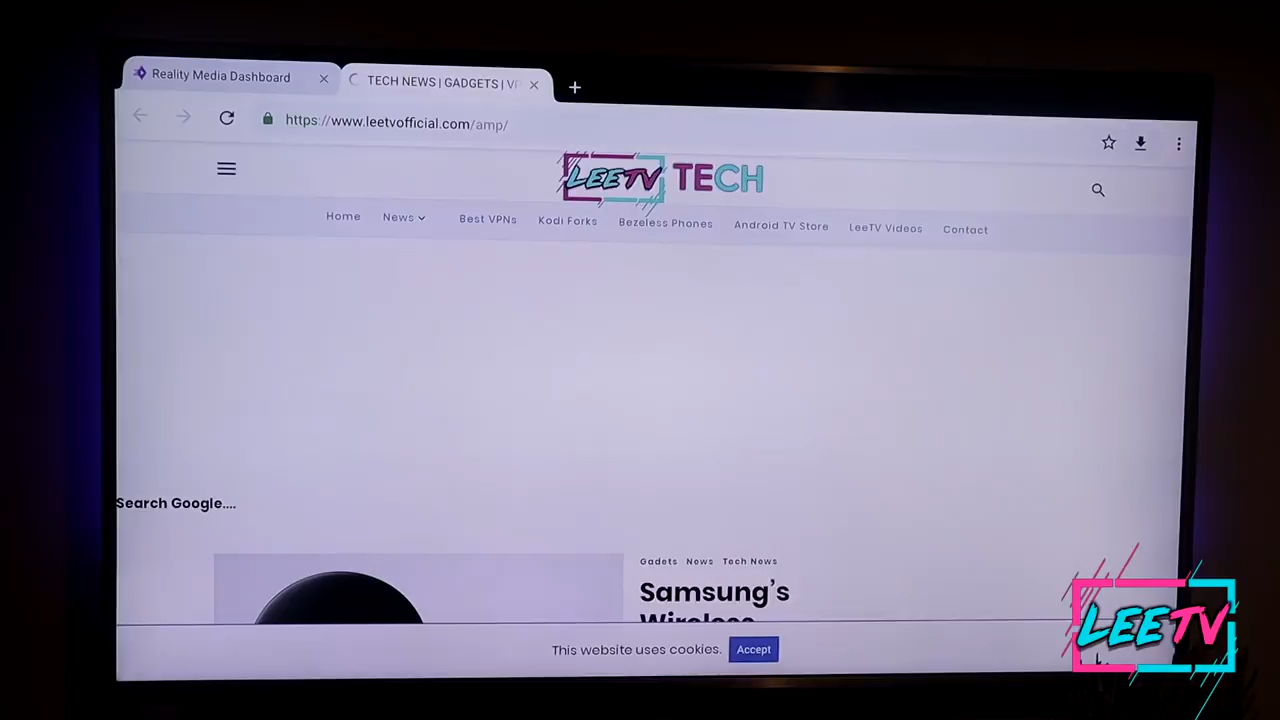 Reality Media Dashboard
TECH NEWS | GADGETS |
https://www.leetvofficial.com/amp/
LEETV TECH
Home News Best VPNs Kodi Forks Bezeless Phones Android TV Store LeeTV Videos Contact
Search Google....
Gadets News Tech News
Samsung's
Wireless
This website uses cookies. Accept
LEETV